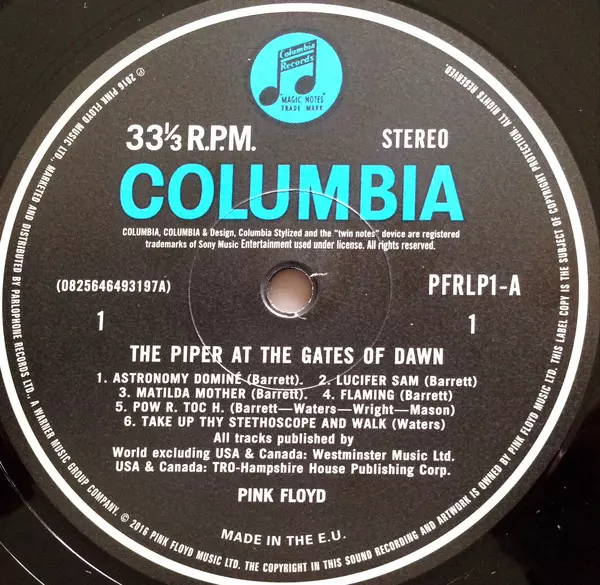 Columbia
Records
"MAGIC NOTES"
TRADE MARK
33⅓ R.P.M.
STEREO
COLUMBIA
COLUMBIA, COLUMBIA & Design, Columbia Stylized and the "twin notes" device are registered
trademarks of Sony Music Entertainment used under license. All rights reserved.
(0825646493197A)
PFRLP1-A
1
1
THE PIPER AT THE GATES OF DAWN
1. ASTRONOMY DOMINÉ (Barrett). 2. LUCIFER SAM (Barrett)
3. MATILDA MOTHER (Barrett). 4. FLAMING (Barrett)
5. POW R. TOC H. (Barrett—Waters—Wright—Mason)
6. TAKE UP THY STETHOSCOPE AND WALK (Waters)
All tracks published by
World excluding USA & Canada: Westminster Music Ltd.
USA & Canada: TRO-Hampshire House Publishing Corp.
PINK FLOYD
MADE IN THE E.U.
℗ 2016 PINK FLOYD MUSIC LTD., MARKETED AND DISTRIBUTED BY PARLOPHONE RECORDS LTD., A WARNER MUSIC GROUP COMPANY. © 2016 PINK FLOYD MUSIC LTD. THE COPYRIGHT IN THIS SOUND RECORDING AND ARTWORK IS OWNED BY PINK FLOYD MUSIC LTD. THIS LABEL COPY IS THE SUBJECT OF COPYRIGHT PROTECTION. ALL RIGHTS RESERVED.